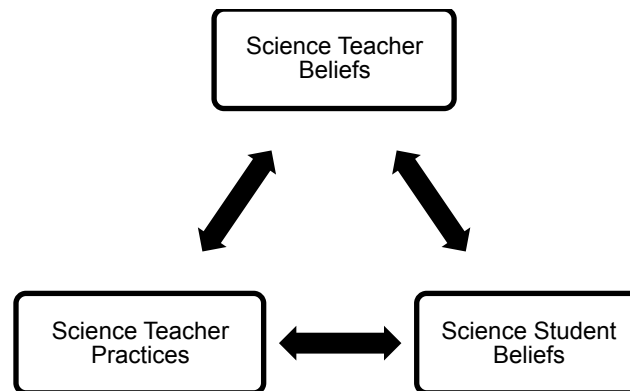 Science Teacher
Beliefs
Science Teacher
Practices
Science Student
Beliefs